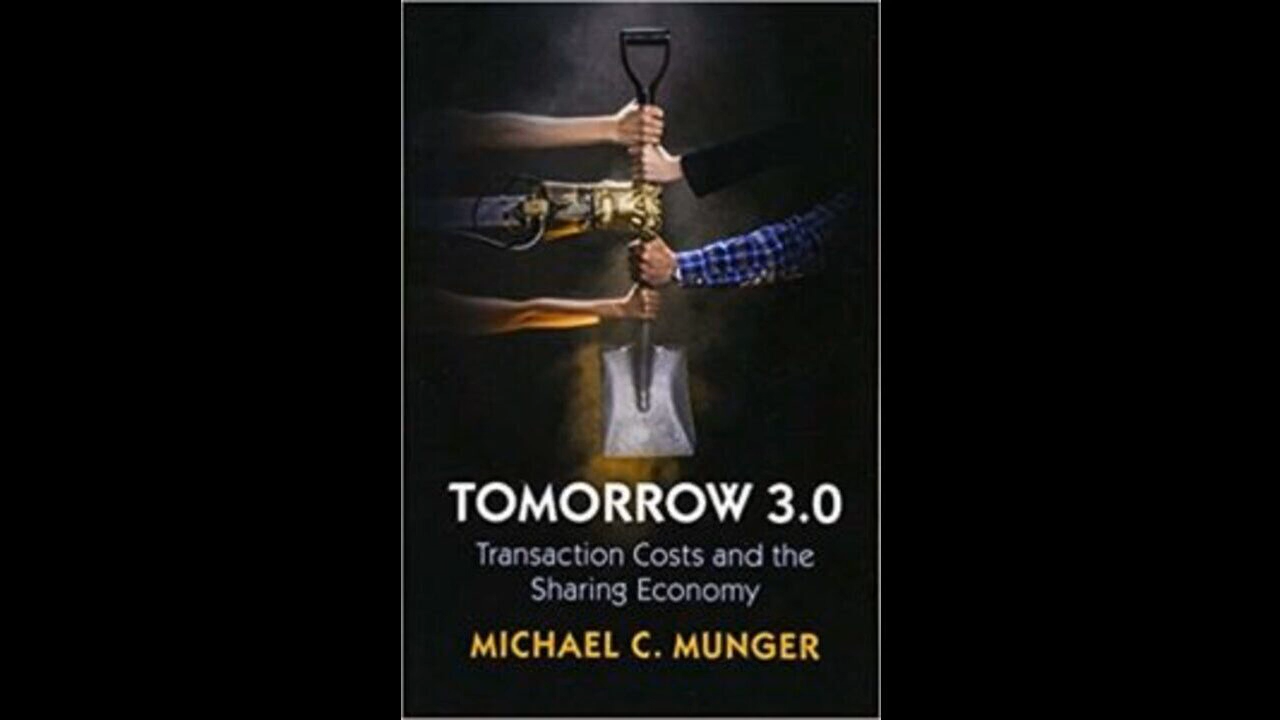 TOMORROW 3.0
Transaction Costs and the
Sharing Economy
MICHAEL C. MUNGER